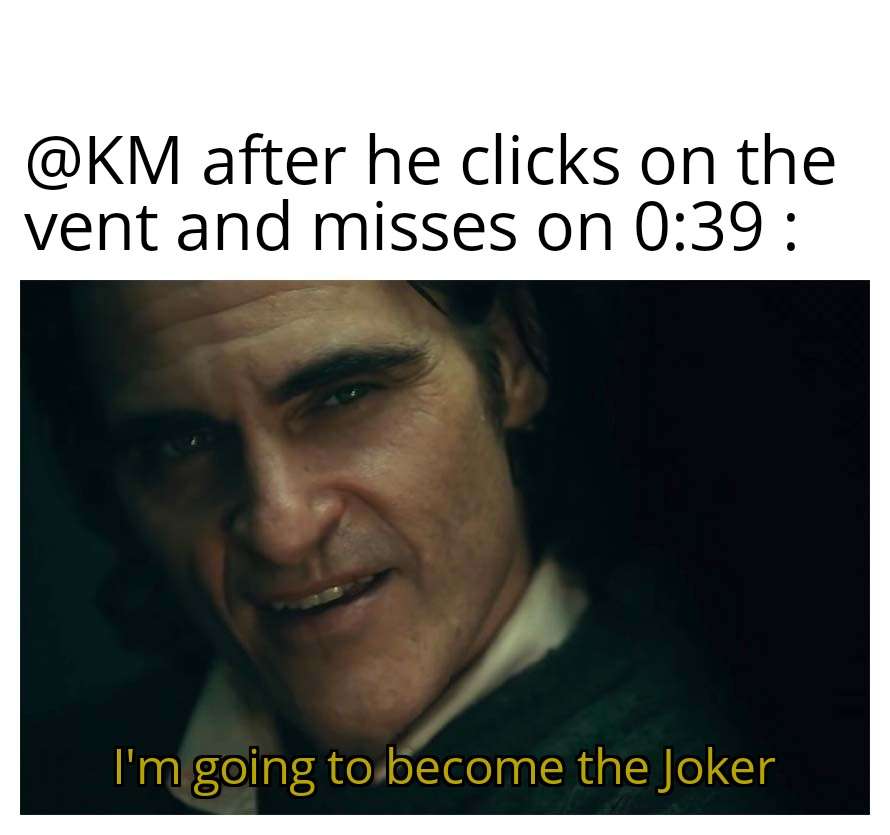 @KM after he clicks on the
vent and misses on 0:39 :
I'm going to become the Joker